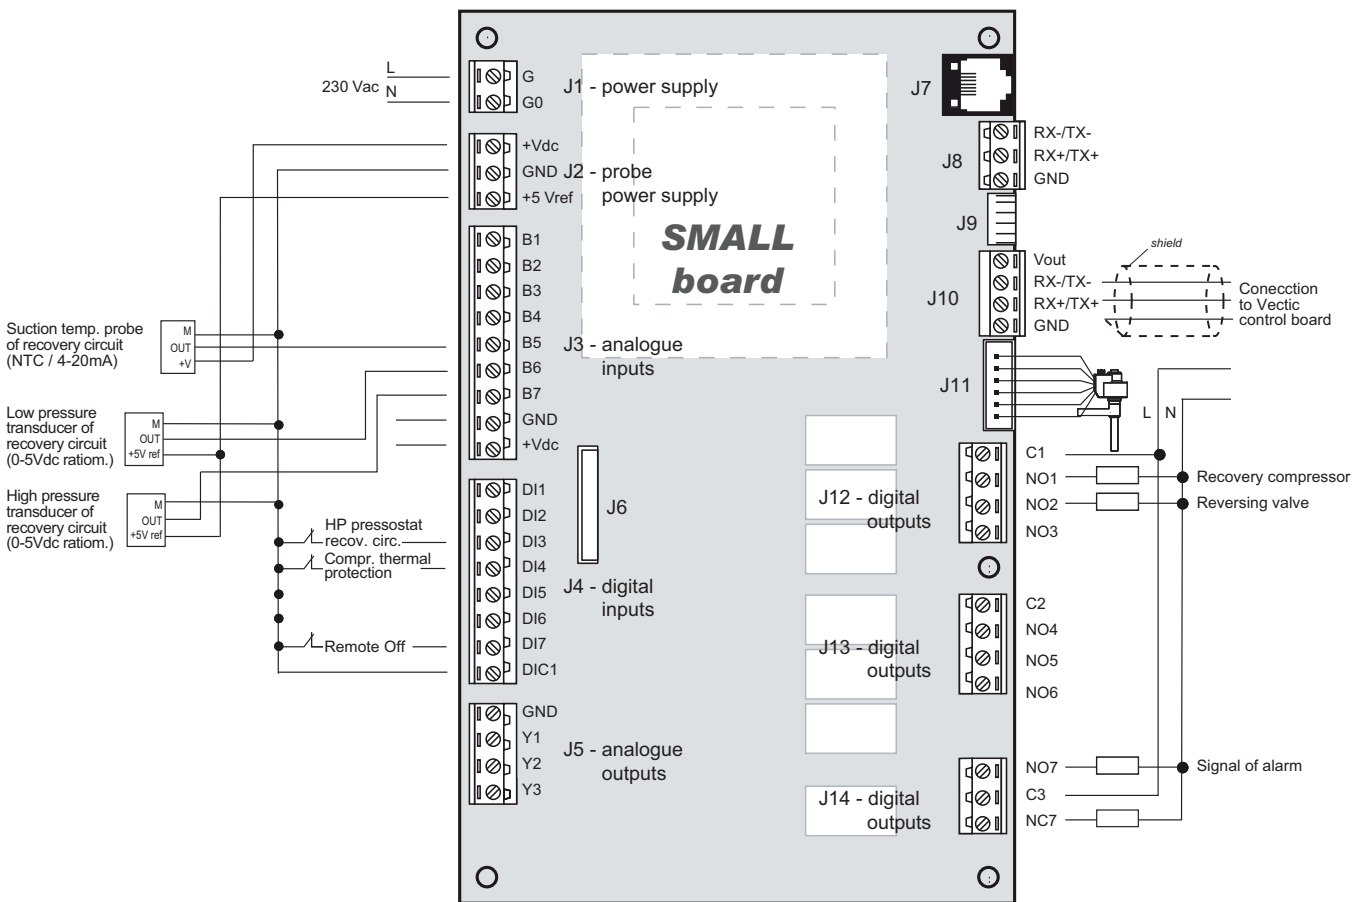 230 Vac
L
N
G
G0
J1 - power supply
+Vdc
GND
+5 Vref
J2 - probe
power supply
SMALL
board
B1
B2
B3
B4
B5
B6
B7
GND
+Vdc
J3 - analogue
inputs
Suction temp. probe
of recovery circuit
(NTC / 4-20mA)
M
OUT
+V
Low pressure
transducer of
recovery circuit
(0-5Vdc ratiom.)
M
OUT
+5V ref
High pressure
transducer of
recovery circuit
(0-5Vdc ratiom.)
M
OUT
+5V ref
HP pressostat
recov. circ.
Compr. thermal
protection
Remote Off
DI1
DI2
DI3
DI4
DI5
DI6
DI7
DIC1
J4 - digital
inputs
J6
GND
Y1
Y2
Y3
J5 - analogue
outputs
J7
J8
RX-/TX-
RX+/TX+
GND
J9
J10
Vout
RX-/TX-
RX+/TX+
GND
shield
Conecction
to Vectic
control board
J11
L
N
J12 - digital
outputs
C1
NO1
NO2
NO3
Recovery compressor
Reversing valve
J13 - digital
outputs
C2
NO4
NO5
NO6
J14 - digital
outputs
NO7
C3
NC7
Signal of alarm